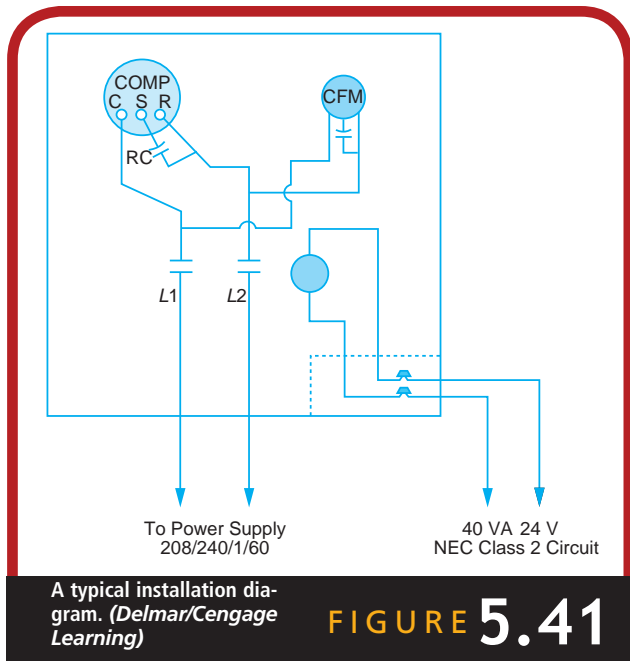 COMP
C S R
CFM
RC
L1
L2
To Power Supply
208/240/1/60
40 VA 24 V
NEC Class 2 Circuit
A typical installation dia-
gram. (Delmar/Cengage
Learning)
FIGURE 5.41